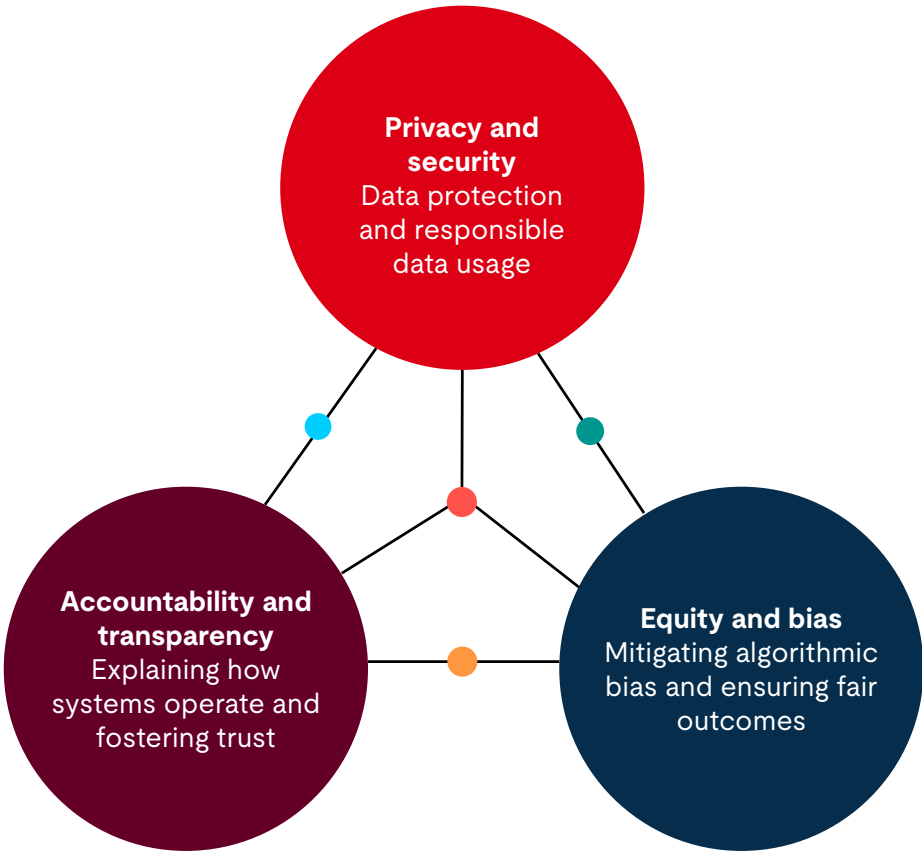 Privacy and
security
Data protection
and responsible
data usage
Accountability and
transparency
Explaining how
systems operate and
fostering trust
Equity and bias
Mitigating algorithmic
bias and ensuring fair
outcomes